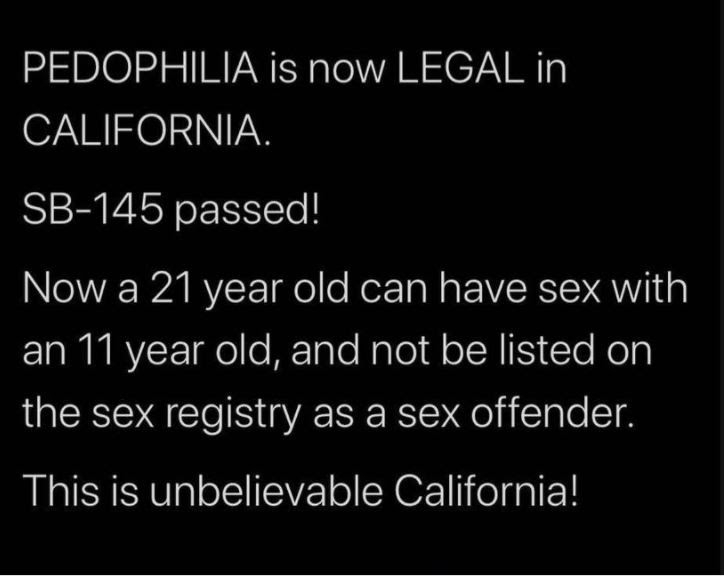 PEDOPHILIA is now LEGAL in
CALIFORNIA.
SB-145 passed!
Now a 21 year old can have sex with
an 11 year old, and not be listed on
the sex registry as a sex offender.
This is unbelievable California!